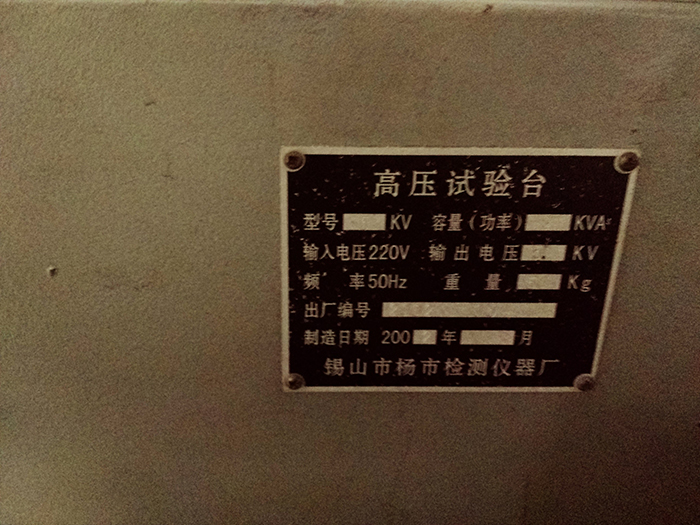 高压试验台
型号 KV 容量(功率) KVA
输入电压220V 输出电压 KV
频率50Hz 重量 Kg
出厂编号
制造日期 200 年 月
锡山市杨市检测仪器厂